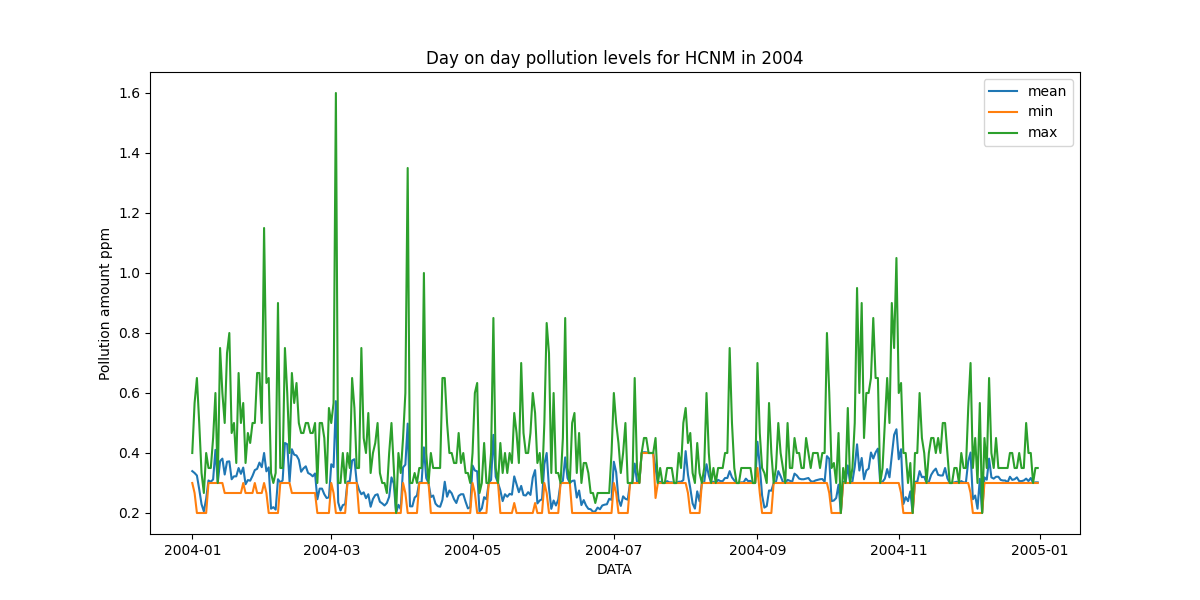 Day on day pollution levels for HCNM in 2004
Pollution amount ppm
1.6
1.4
1.2
1.0
0.8
0.6
0.4
0.2
mean
min
max
2004-01 2004-03 2004-05 2004-07 2004-09 2004-11 2005-01
DATA